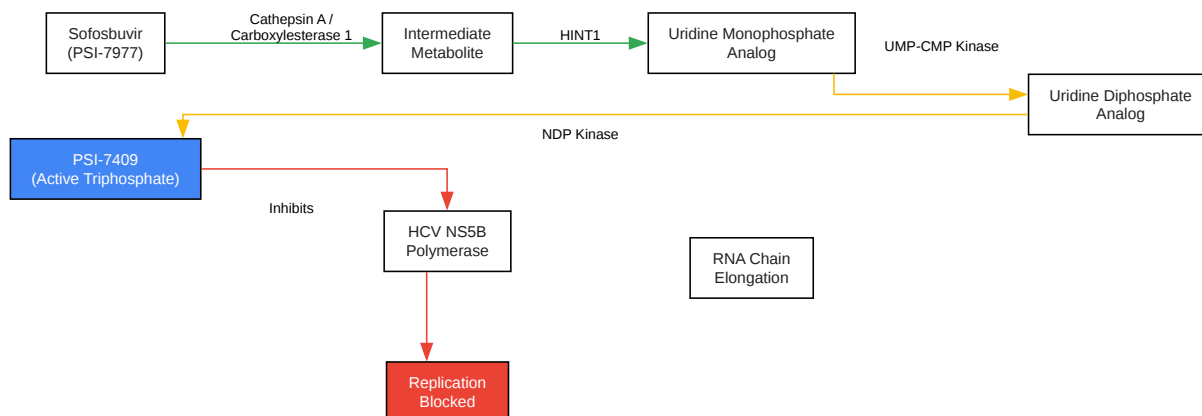 Sofosbuvir
(PSI-7977)
Cathepsin A /
Carboxylesterase 1
Intermediate
Metabolite
HINT1
Uridine Monophosphate
Analog
UMP-CMP Kinase
Uridine Diphosphate
Analog
NDP Kinase
PSI-7409
(Active Triphosphate)
Inhibits
HCV NS5B
Polymerase
RNA Chain
Elongation
Replication
Blocked